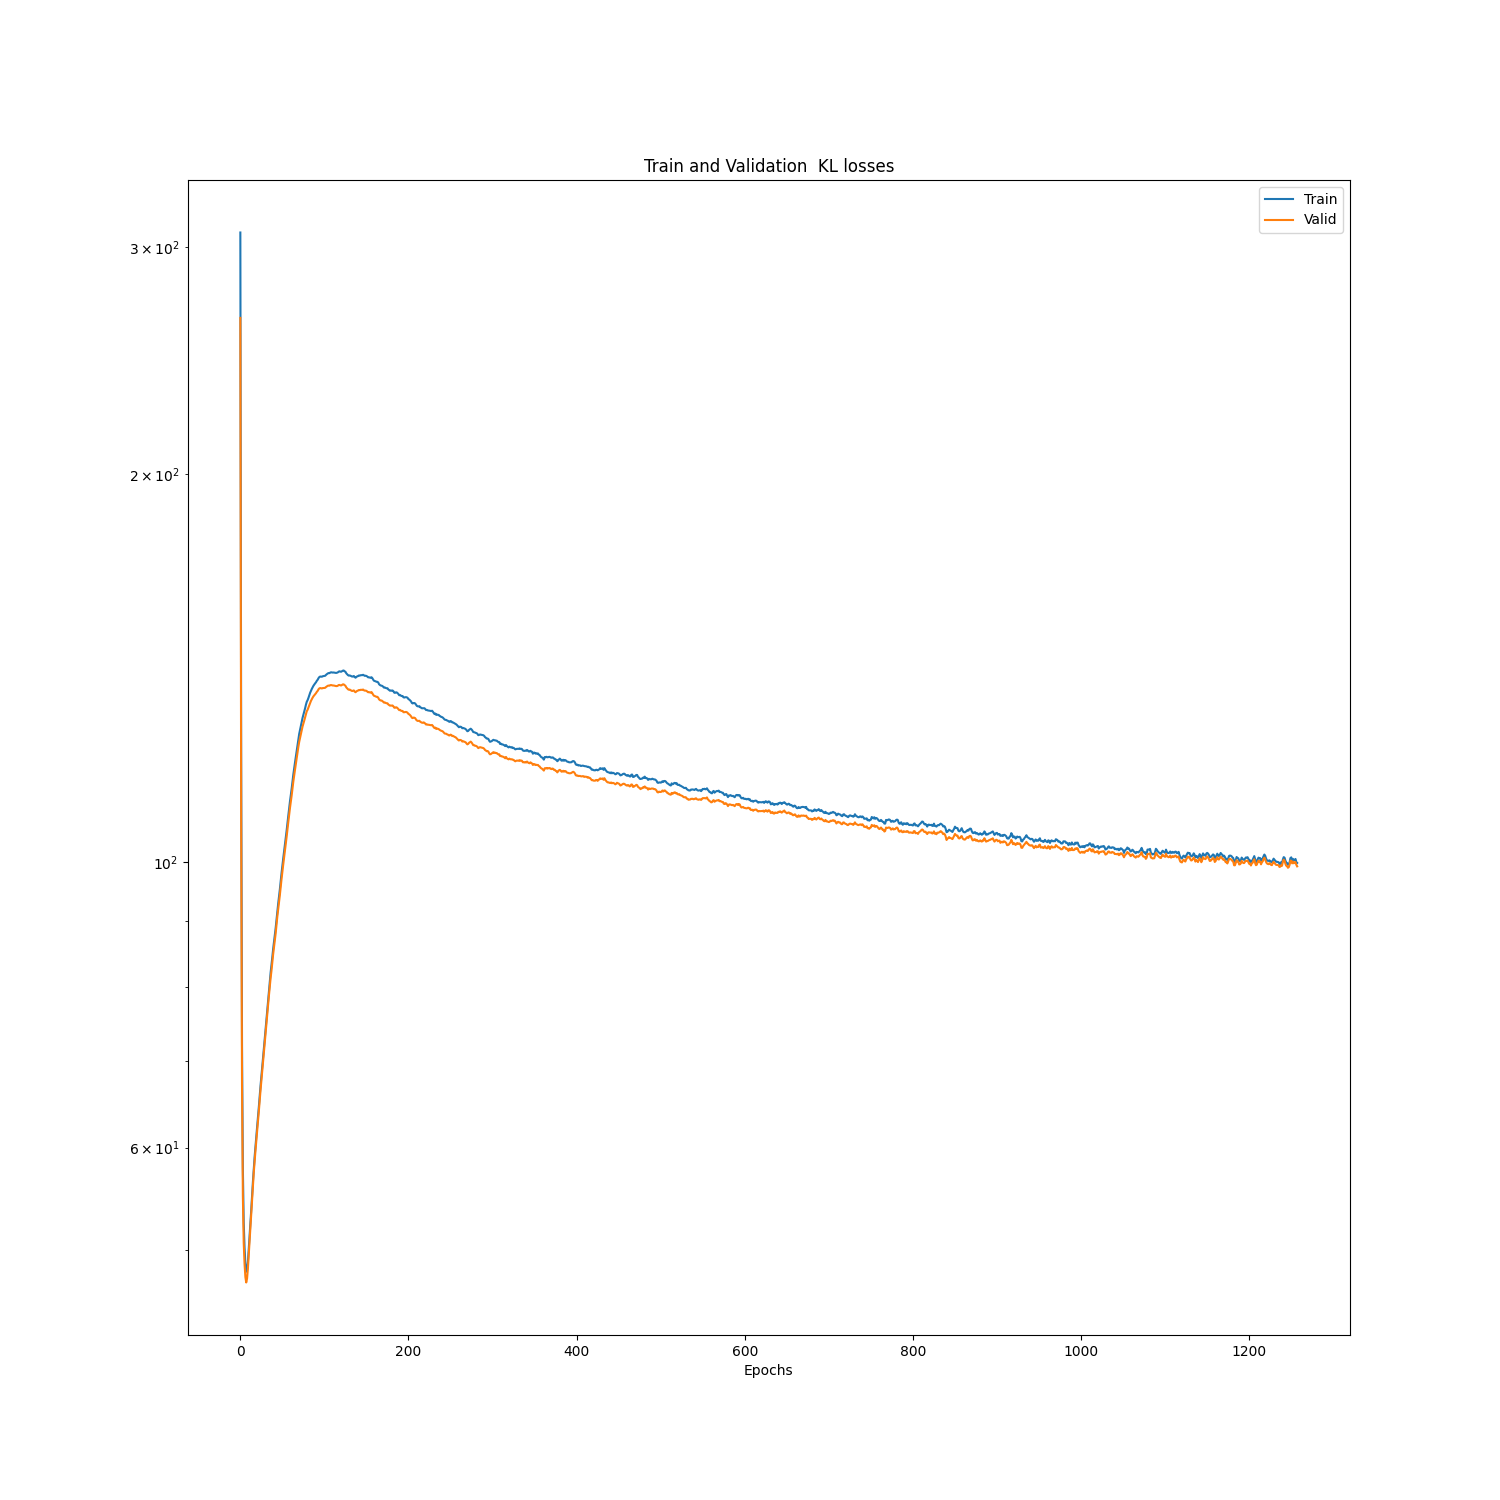 Train and Validation  KL losses
Train
Valid
3 × 10²
2 × 10²
10²
6 × 10¹
0 200 400 600 800 1000 1200
Epochs